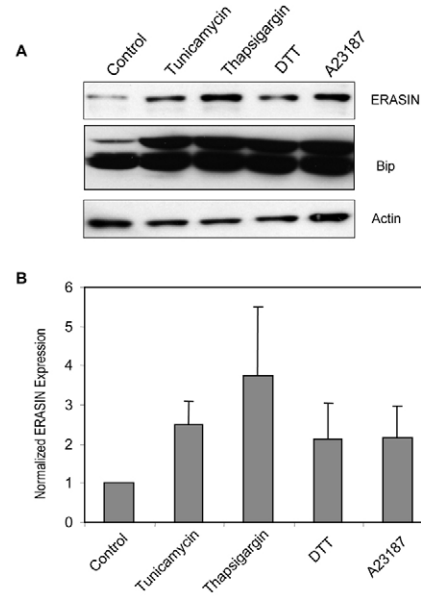 A
Control
Tunicamycin
Thapsigargin
DTT
A23187
ERASIN
Bip
Actin
B
Normalized ERASIN Expression
6
5
4
3
2
1
0
Control
Tunicamycin
Thapsigargin
DTT
A23187